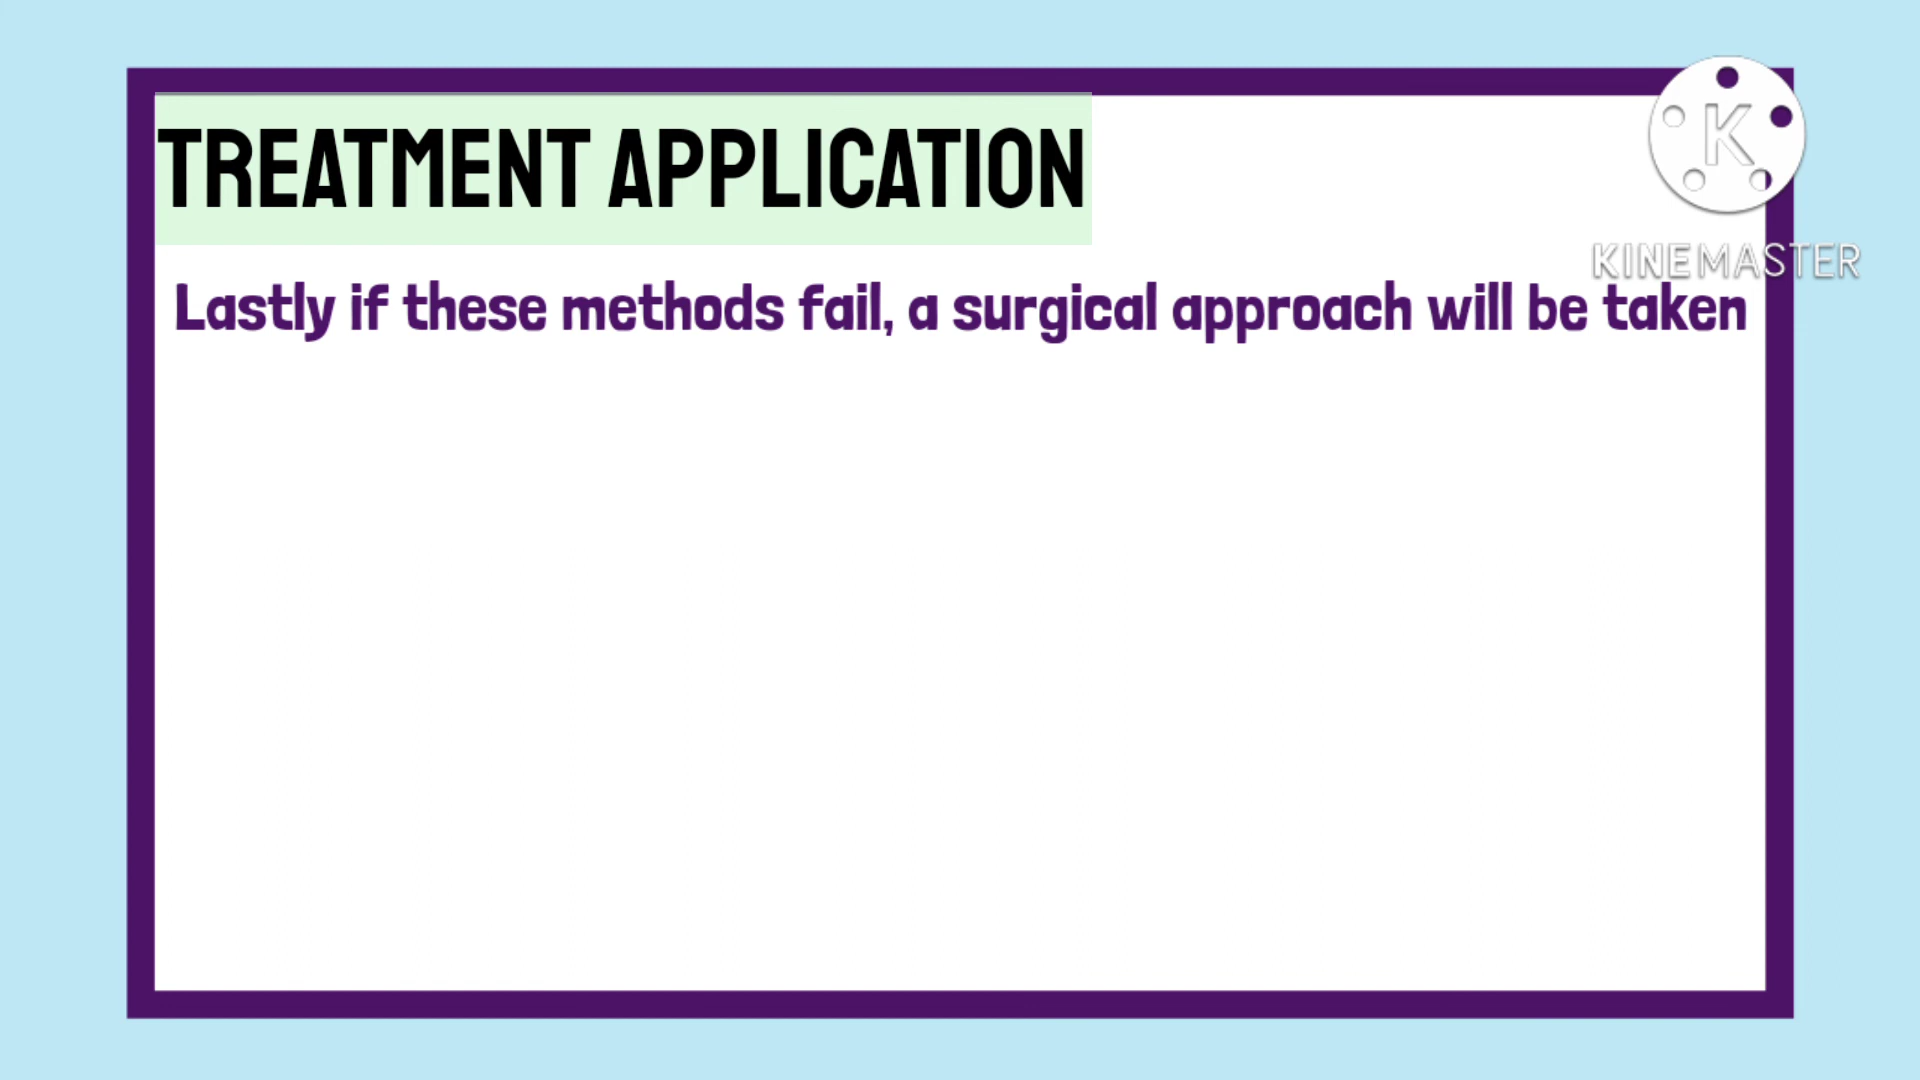 TREATMENT APPLICATION
K
KINEMASTER
Lastly if these methods fail, a surgical approach will be taken